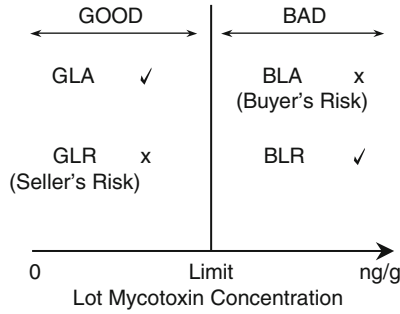 GOOD BAD
GLA ✓ BLA x
(Buyer's Risk)
GLR x BLR ✓
(Seller's Risk)
0 Limit ng/g
Lot Mycotoxin Concentration